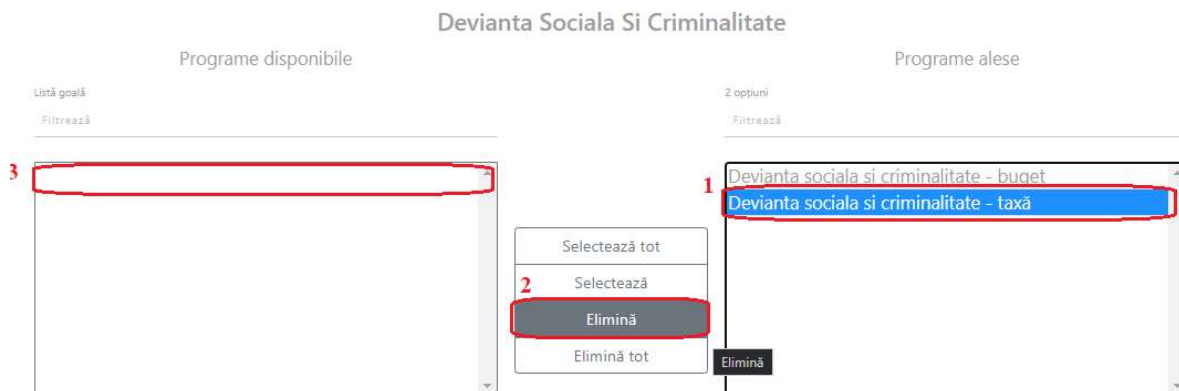 Devianta Sociala Si Criminalitate
Programe disponibile
Programe alese
Listă goală
2 opțiuni
Filtrează
Filtrează
3
1
Devianta sociala si criminalitate - buget
Devianta sociala si criminalitate - taxă
Selectează tot
2
Selectează
Elimină
Elimină tot
Elimină